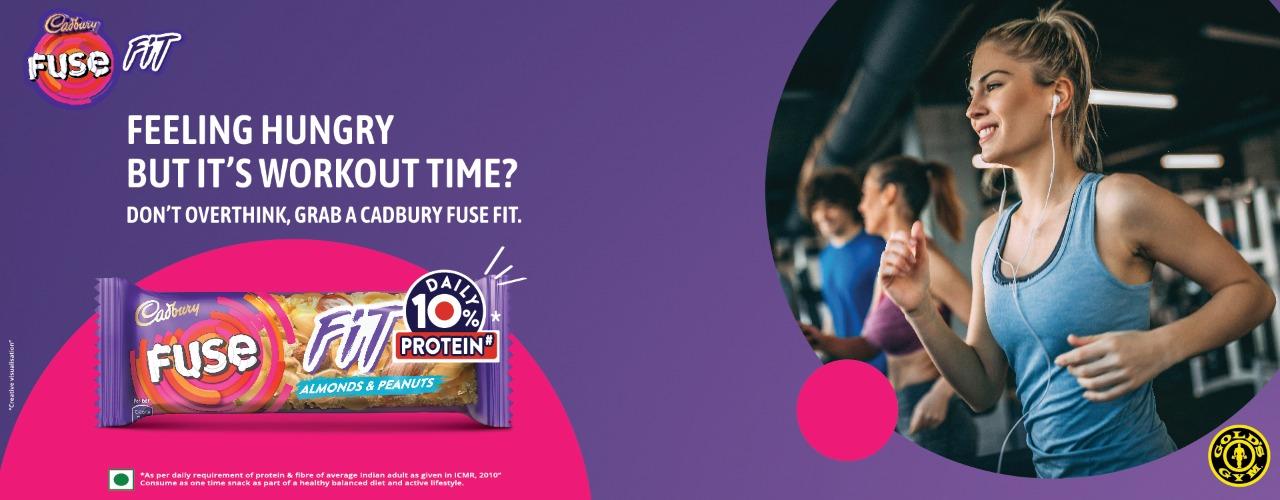 Cadbury
FUSE FIT
FEELING HUNGRY
BUT IT'S WORKOUT TIME?
DON'T OVERTHINK, GRAB A CADBURY FUSE FIT.
Cadbury
FUSE
FIT
ALMONDS & PEANUTS
DAILY
10%*
PROTEIN#
"Creative visualisation"
*As per daily requirement of protein & fibre of average Indian adult as given in ICMR, 2010"
Consume as one time snack as part of a healthy balanced diet and active lifestyle.
GOLD'S
GYM